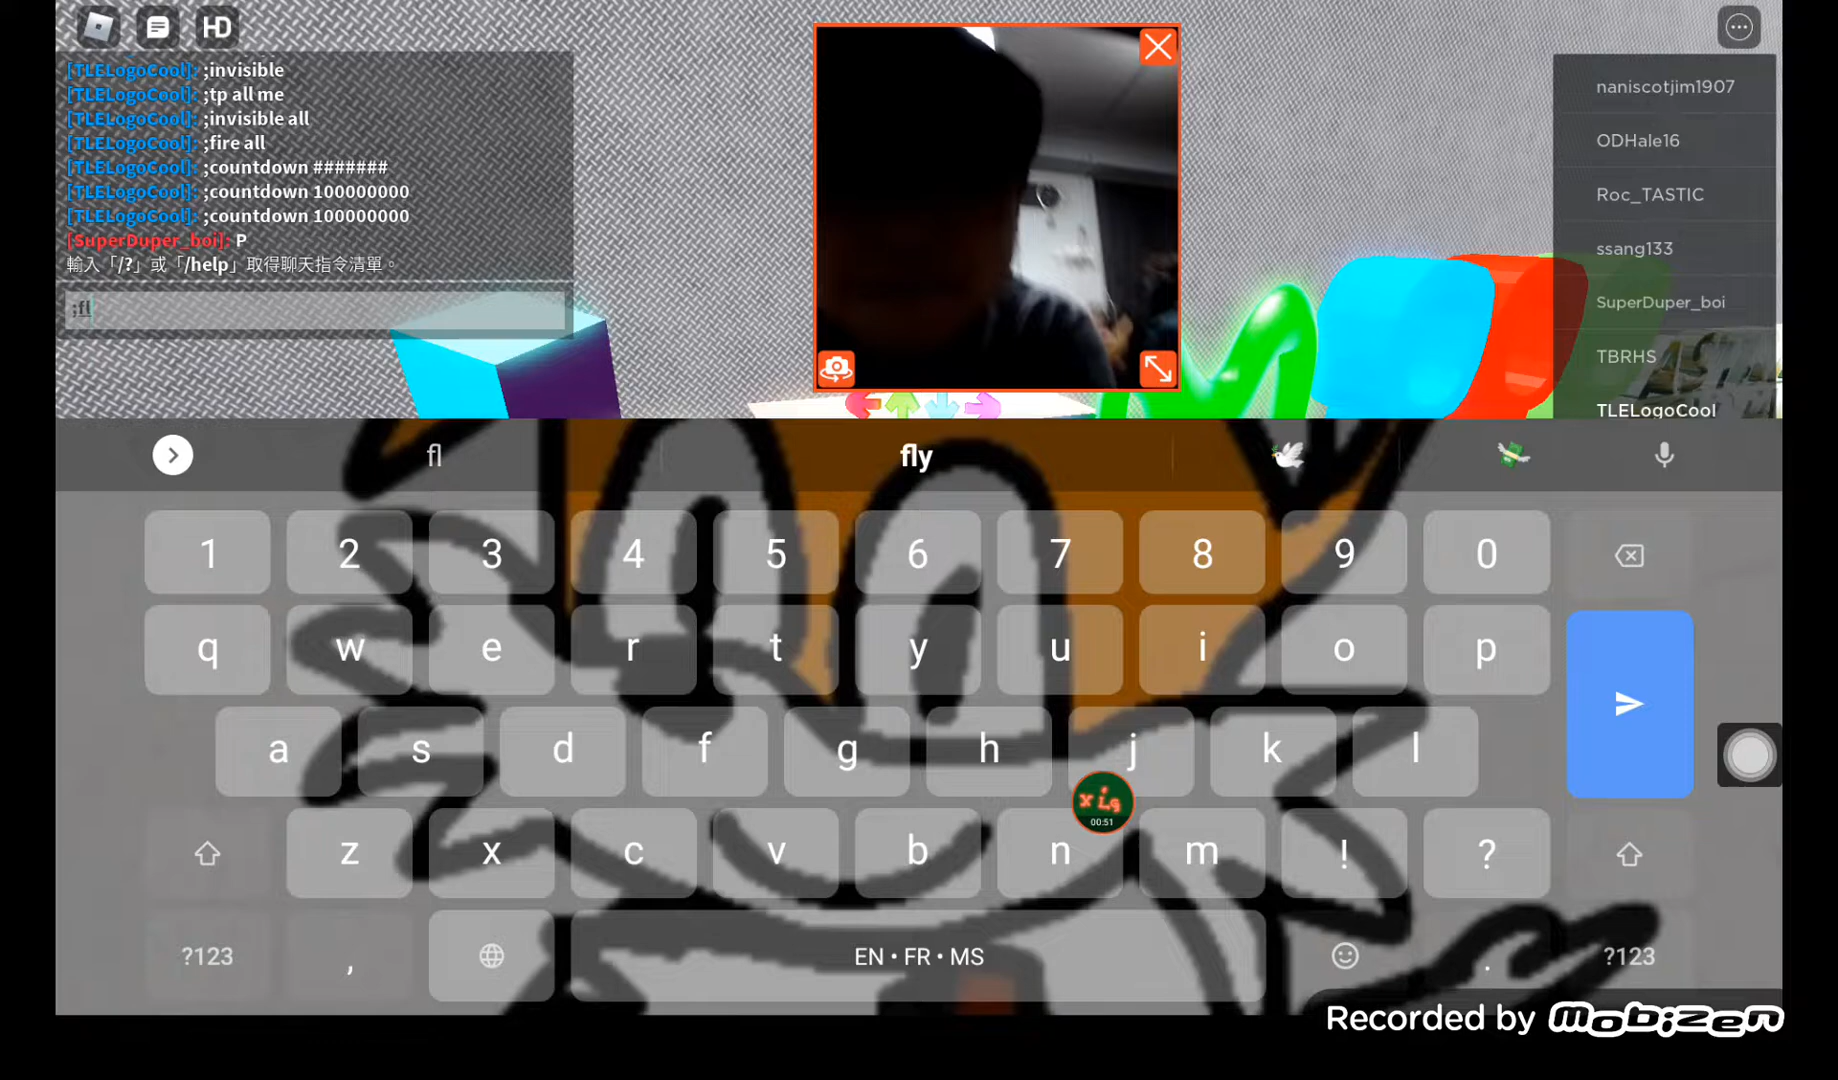 HD
[TLELogoCool]: ;invisible
[TLELogoCool]: ;tp all me
[TLELogoCool]: ;invisible all
[TLELogoCool]: ;fire all
[TLELogoCool]: ;countdown #######
[TLELogoCool]: ;countdown 100000000
[TLELogoCool]: ;countdown 100000000
[SuperDuper_boi]: P
輸入「/?」或「/help」取得聊天指令清單。
;fl
naniscotjim1907
ODHale16
Roc_TASTIC
ssang133
SuperDuper_boi
TBRHS
TLELogoCool
fl fly
1 2 3 4 5 6 7 8 9 0
q w e r t y u i o p
a s d f g h j k l
z x c v b n m ! ?
?123 , EN • FR • MS . ?123
xig
00:51
Recorded by mobizen